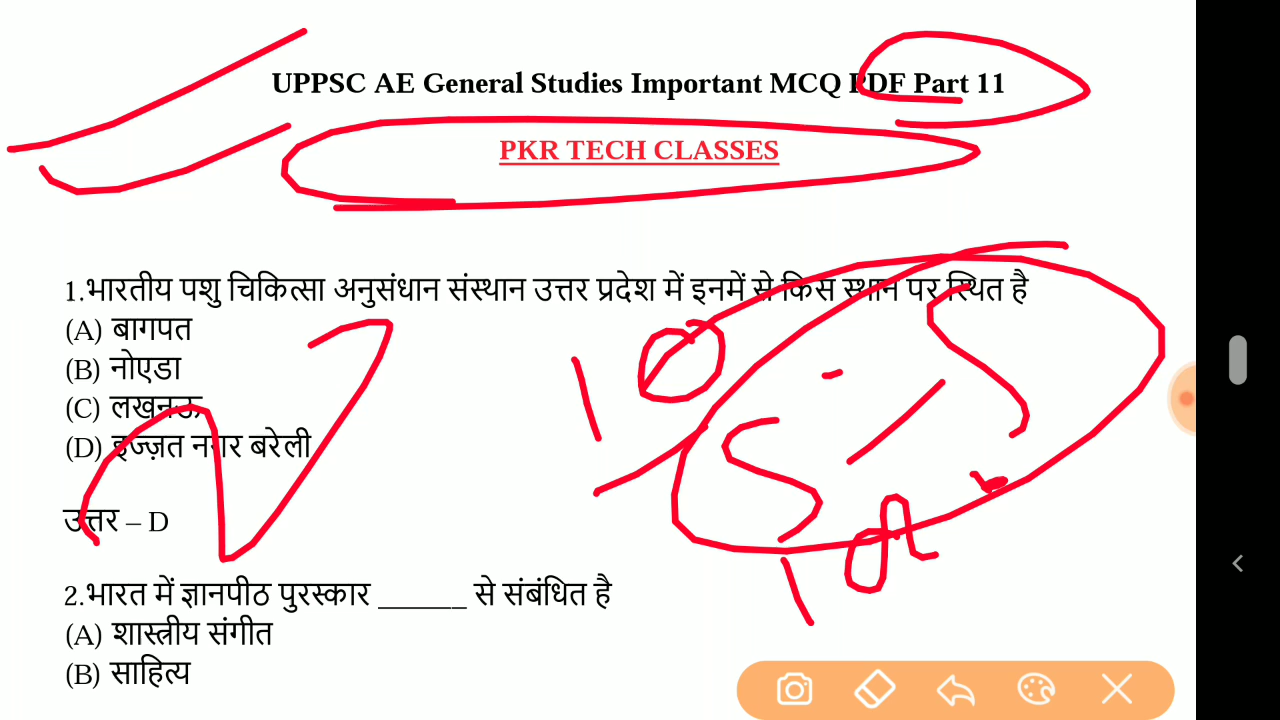 UPPSC AE General Studies Important MCQ PDF Part 11
PKR TECH CLASSES
1.भारतीय पशु चिकित्सा अनुसंधान संस्थान उत्तर प्रदेश में इनमें से किस स्थान पर स्थित है
(A) बागपत
(B) नोएडा
(C) लखनऊ
(D) इज्ज़त नगर बरेली
उत्तर – D
2.भारत में ज्ञानपीठ पुरस्कार ______ से संबंधित है
(A) शास्त्रीय संगीत
(B) साहित्य